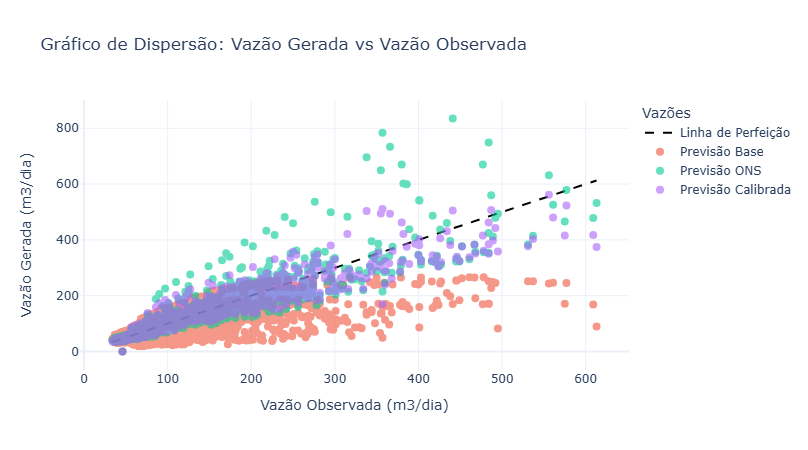 Gráfico de Dispersão: Vazão Gerada vs Vazão Observada
Vazões
Linha de Perfeição
Previsão Base
Previsão ONS
Previsão Calibrada
Vazão Gerada (m3/dia)
800
600
400
200
0
0 100 200 300 400 500 600
Vazão Observada (m3/dia)